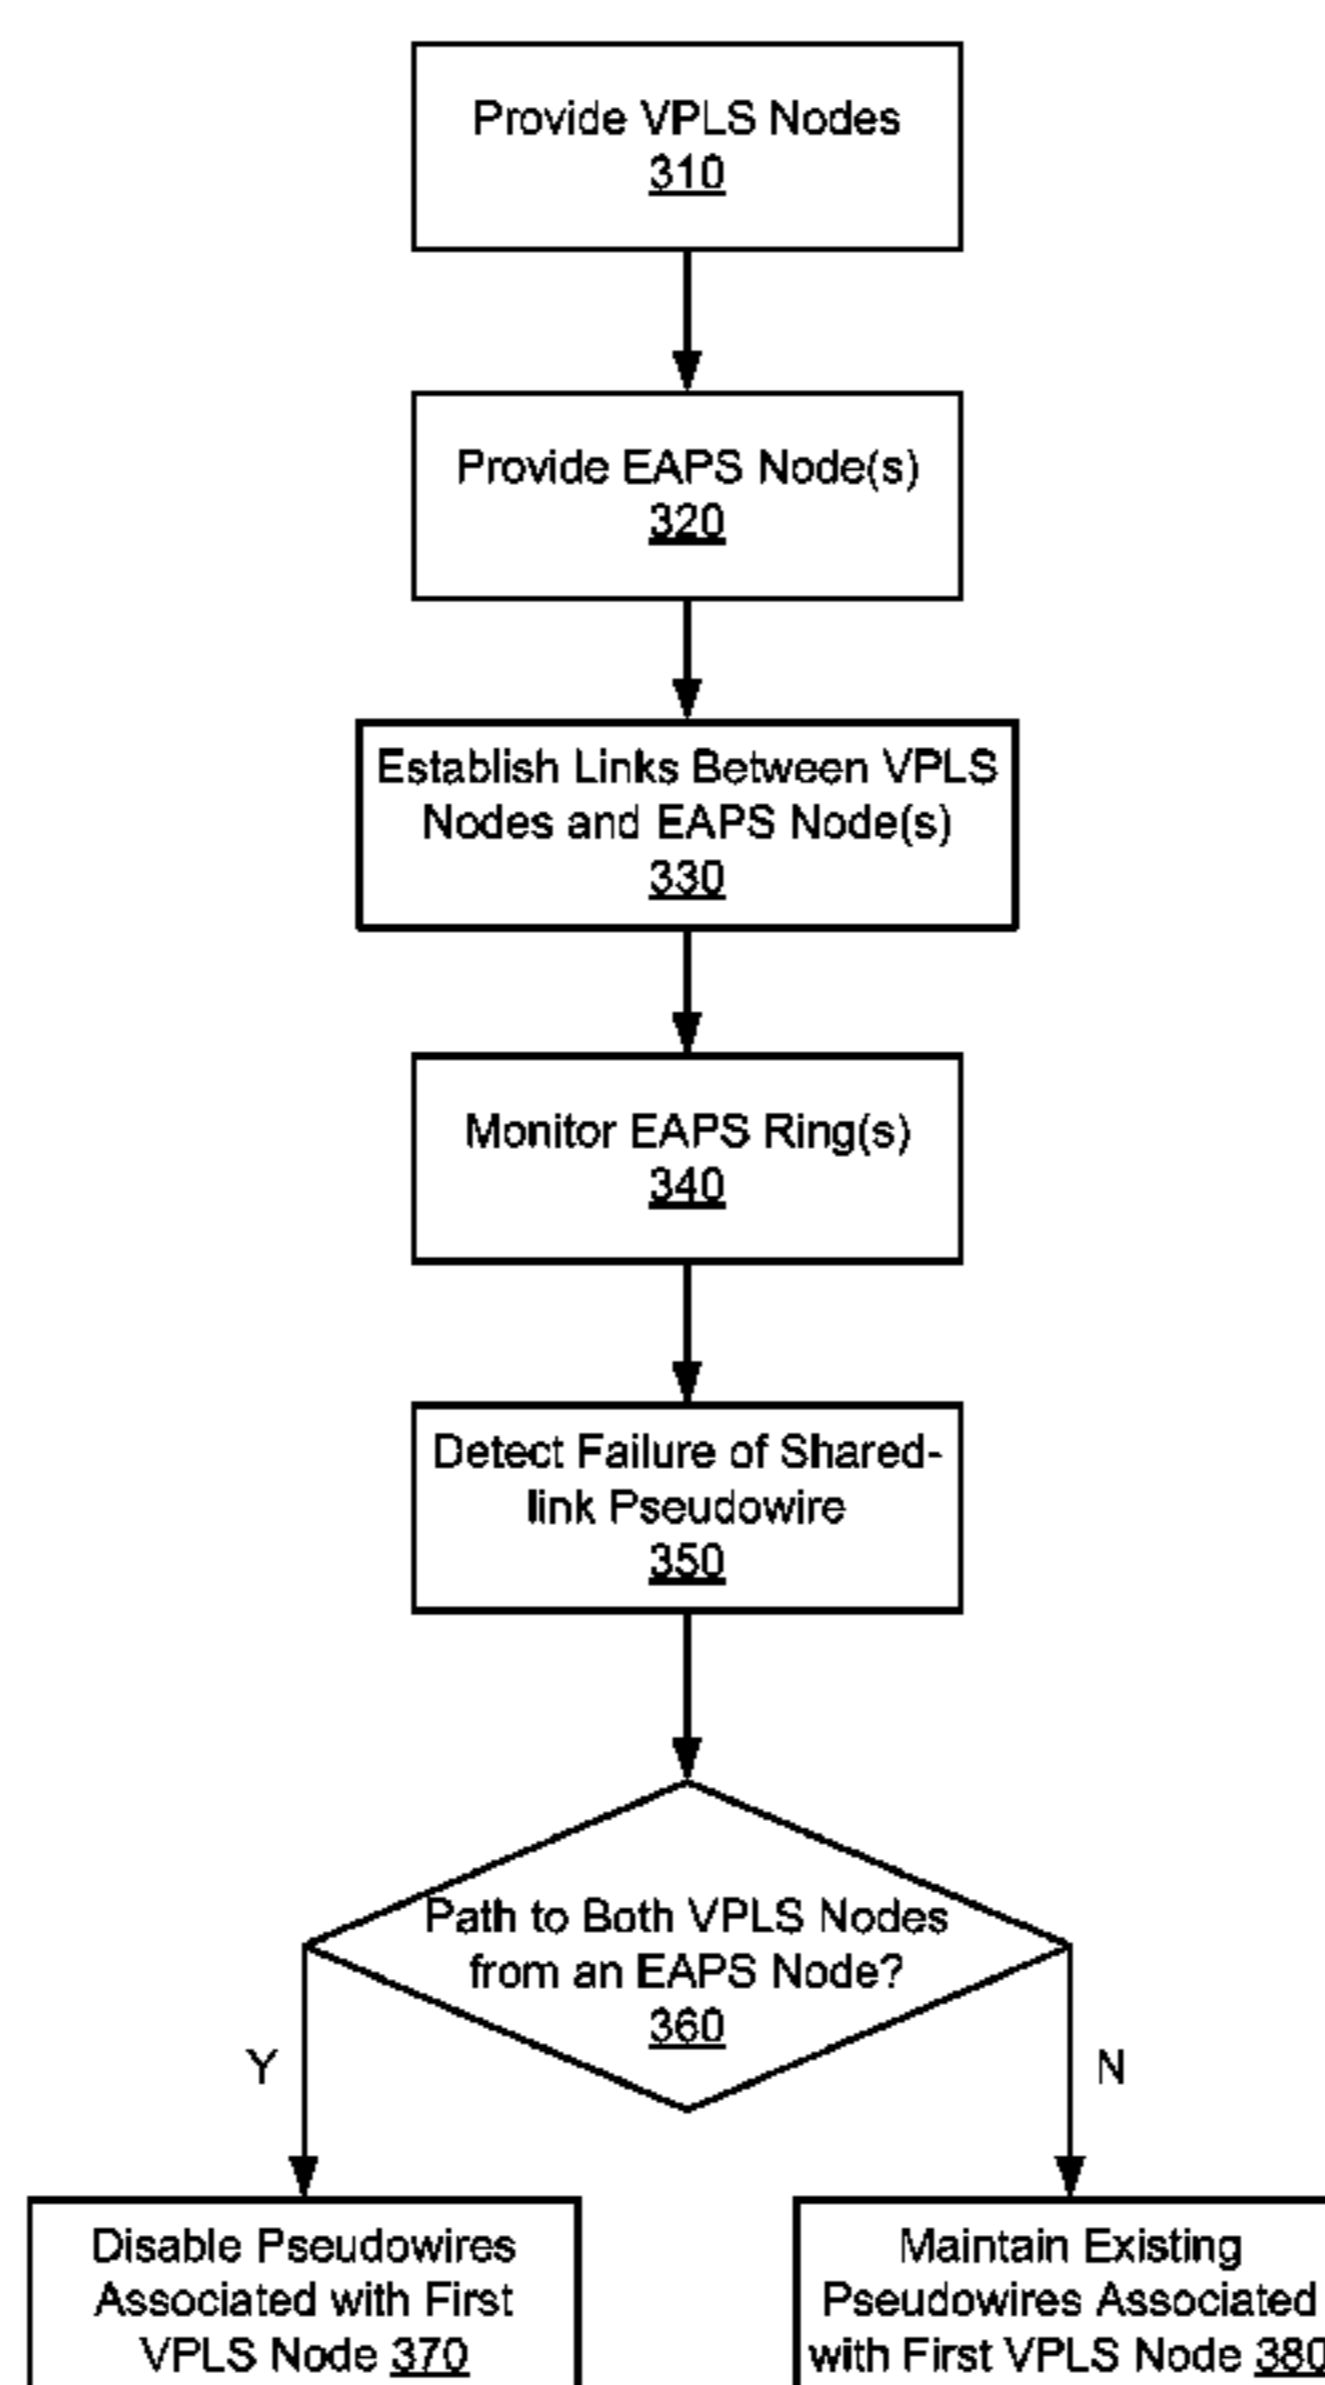 Provide VPLS Nodes
310
Provide EAPS Node(s)
320
Establish Links Between VPLS
Nodes and EAPS Node(s)
330
Monitor EAPS Ring(s)
340
Detect Failure of Shared-
link Pseudowire
350
Path to Both VPLS Nodes
from an EAPS Node?
360
Y
N
Disable Pseudowires
Associated with First
VPLS Node 370
Maintain Existing
Pseudowires Associated
with First VPLS Node 380